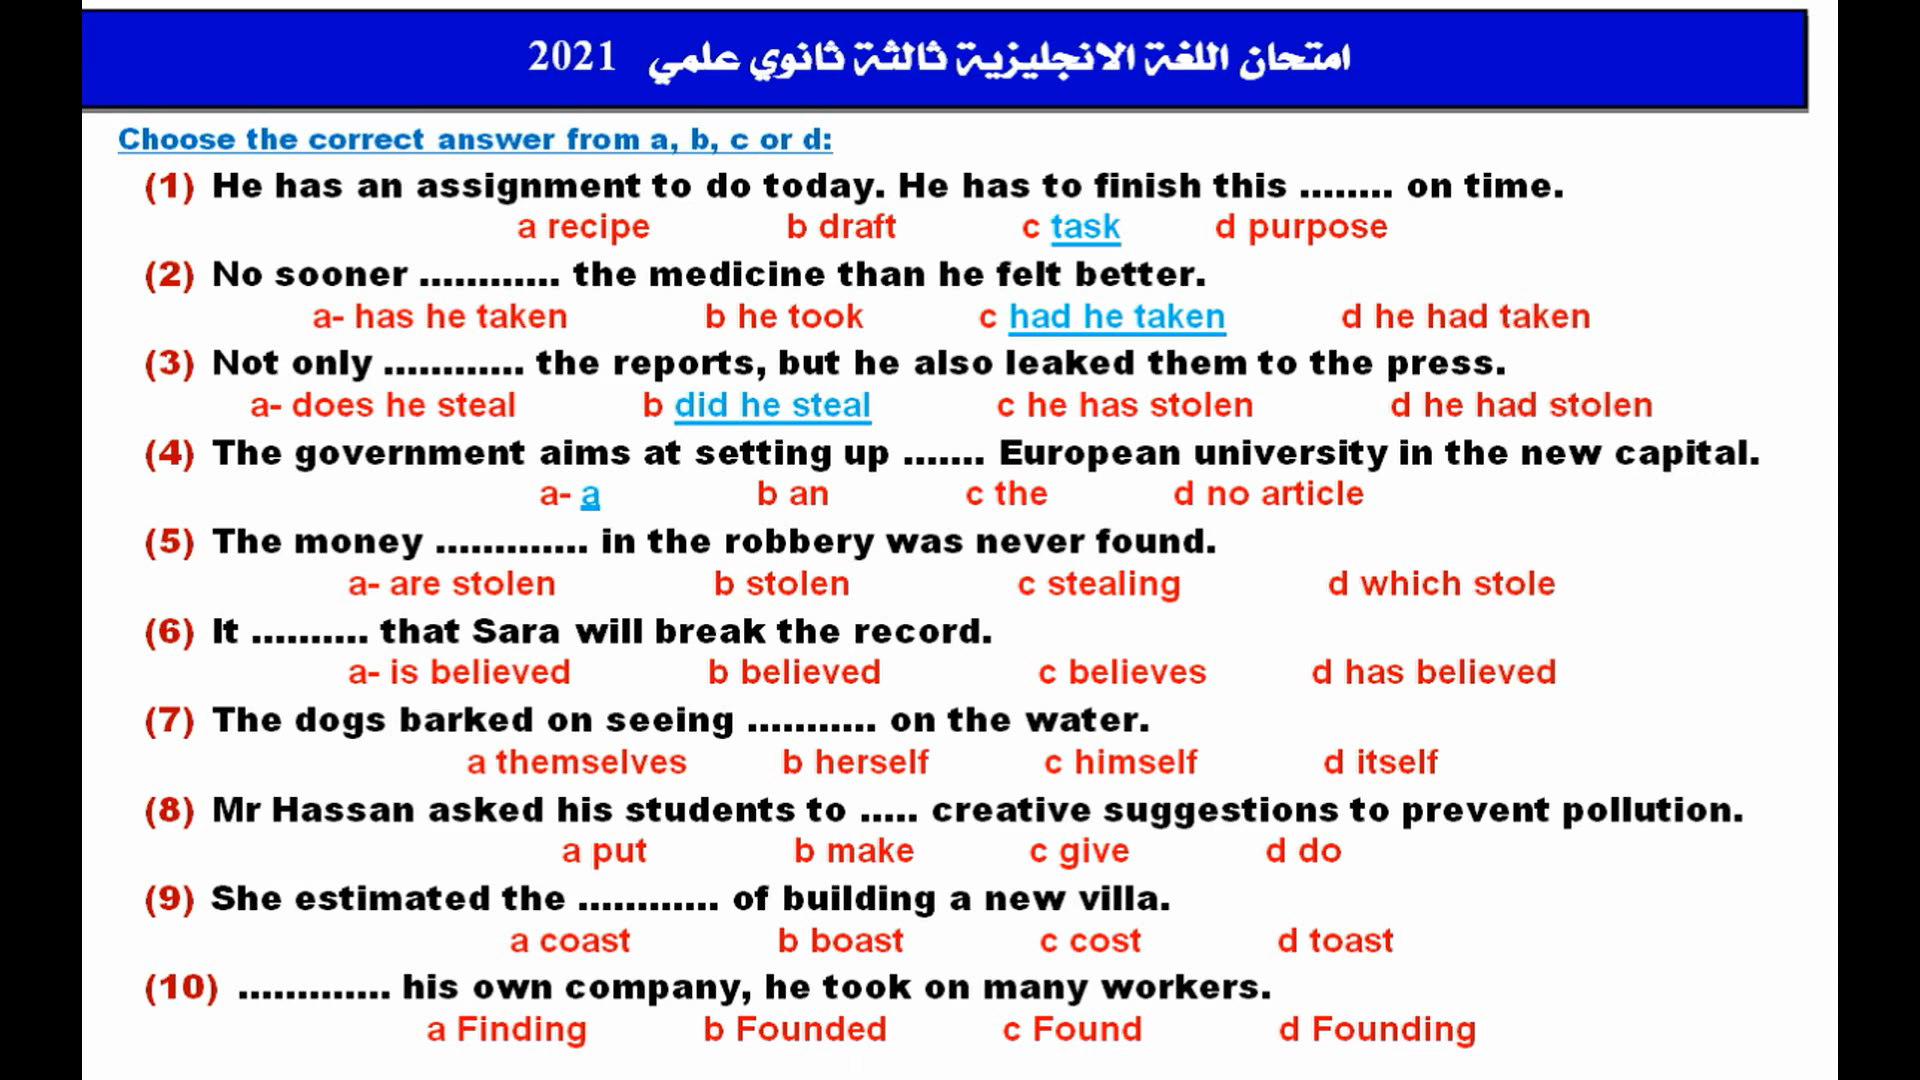 امتحان اللغة الانجليزية ثالثة ثانوي علمي 2021
Choose the correct answer from a, b, c or d:
(1) He has an assignment to do today. He has to finish this ........ on time.
a recipe b draft c task d purpose
(2) No sooner ............ the medicine than he felt better.
a- has he taken b he took c had he taken d he had taken
(3) Not only ............ the reports, but he also leaked them to the press.
a- does he steal b did he steal c he has stolen d he had stolen
(4) The government aims at setting up ....... European university in the new capital.
a- a b an c the d no article
(5) The money ............. in the robbery was never found.
a- are stolen b stolen c stealing d which stole
(6) It .......... that Sara will break the record.
a- is believed b believed c believes d has believed
(7) The dogs barked on seeing ........... on the water.
a themselves b herself c himself d itself
(8) Mr Hassan asked his students to ..... creative suggestions to prevent pollution.
a put b make c give d do
(9) She estimated the ............ of building a new villa.
a coast b boast c cost d toast
(10) ............. his own company, he took on many workers.
a Finding b Founded c Found d Founding